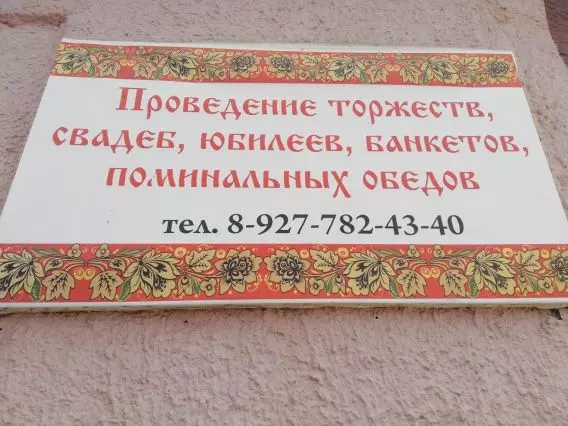 Проведение торжеств,
свадеб, юбилеев, банкетов,
поминальных обедов
тел. 8-927-782-43-40